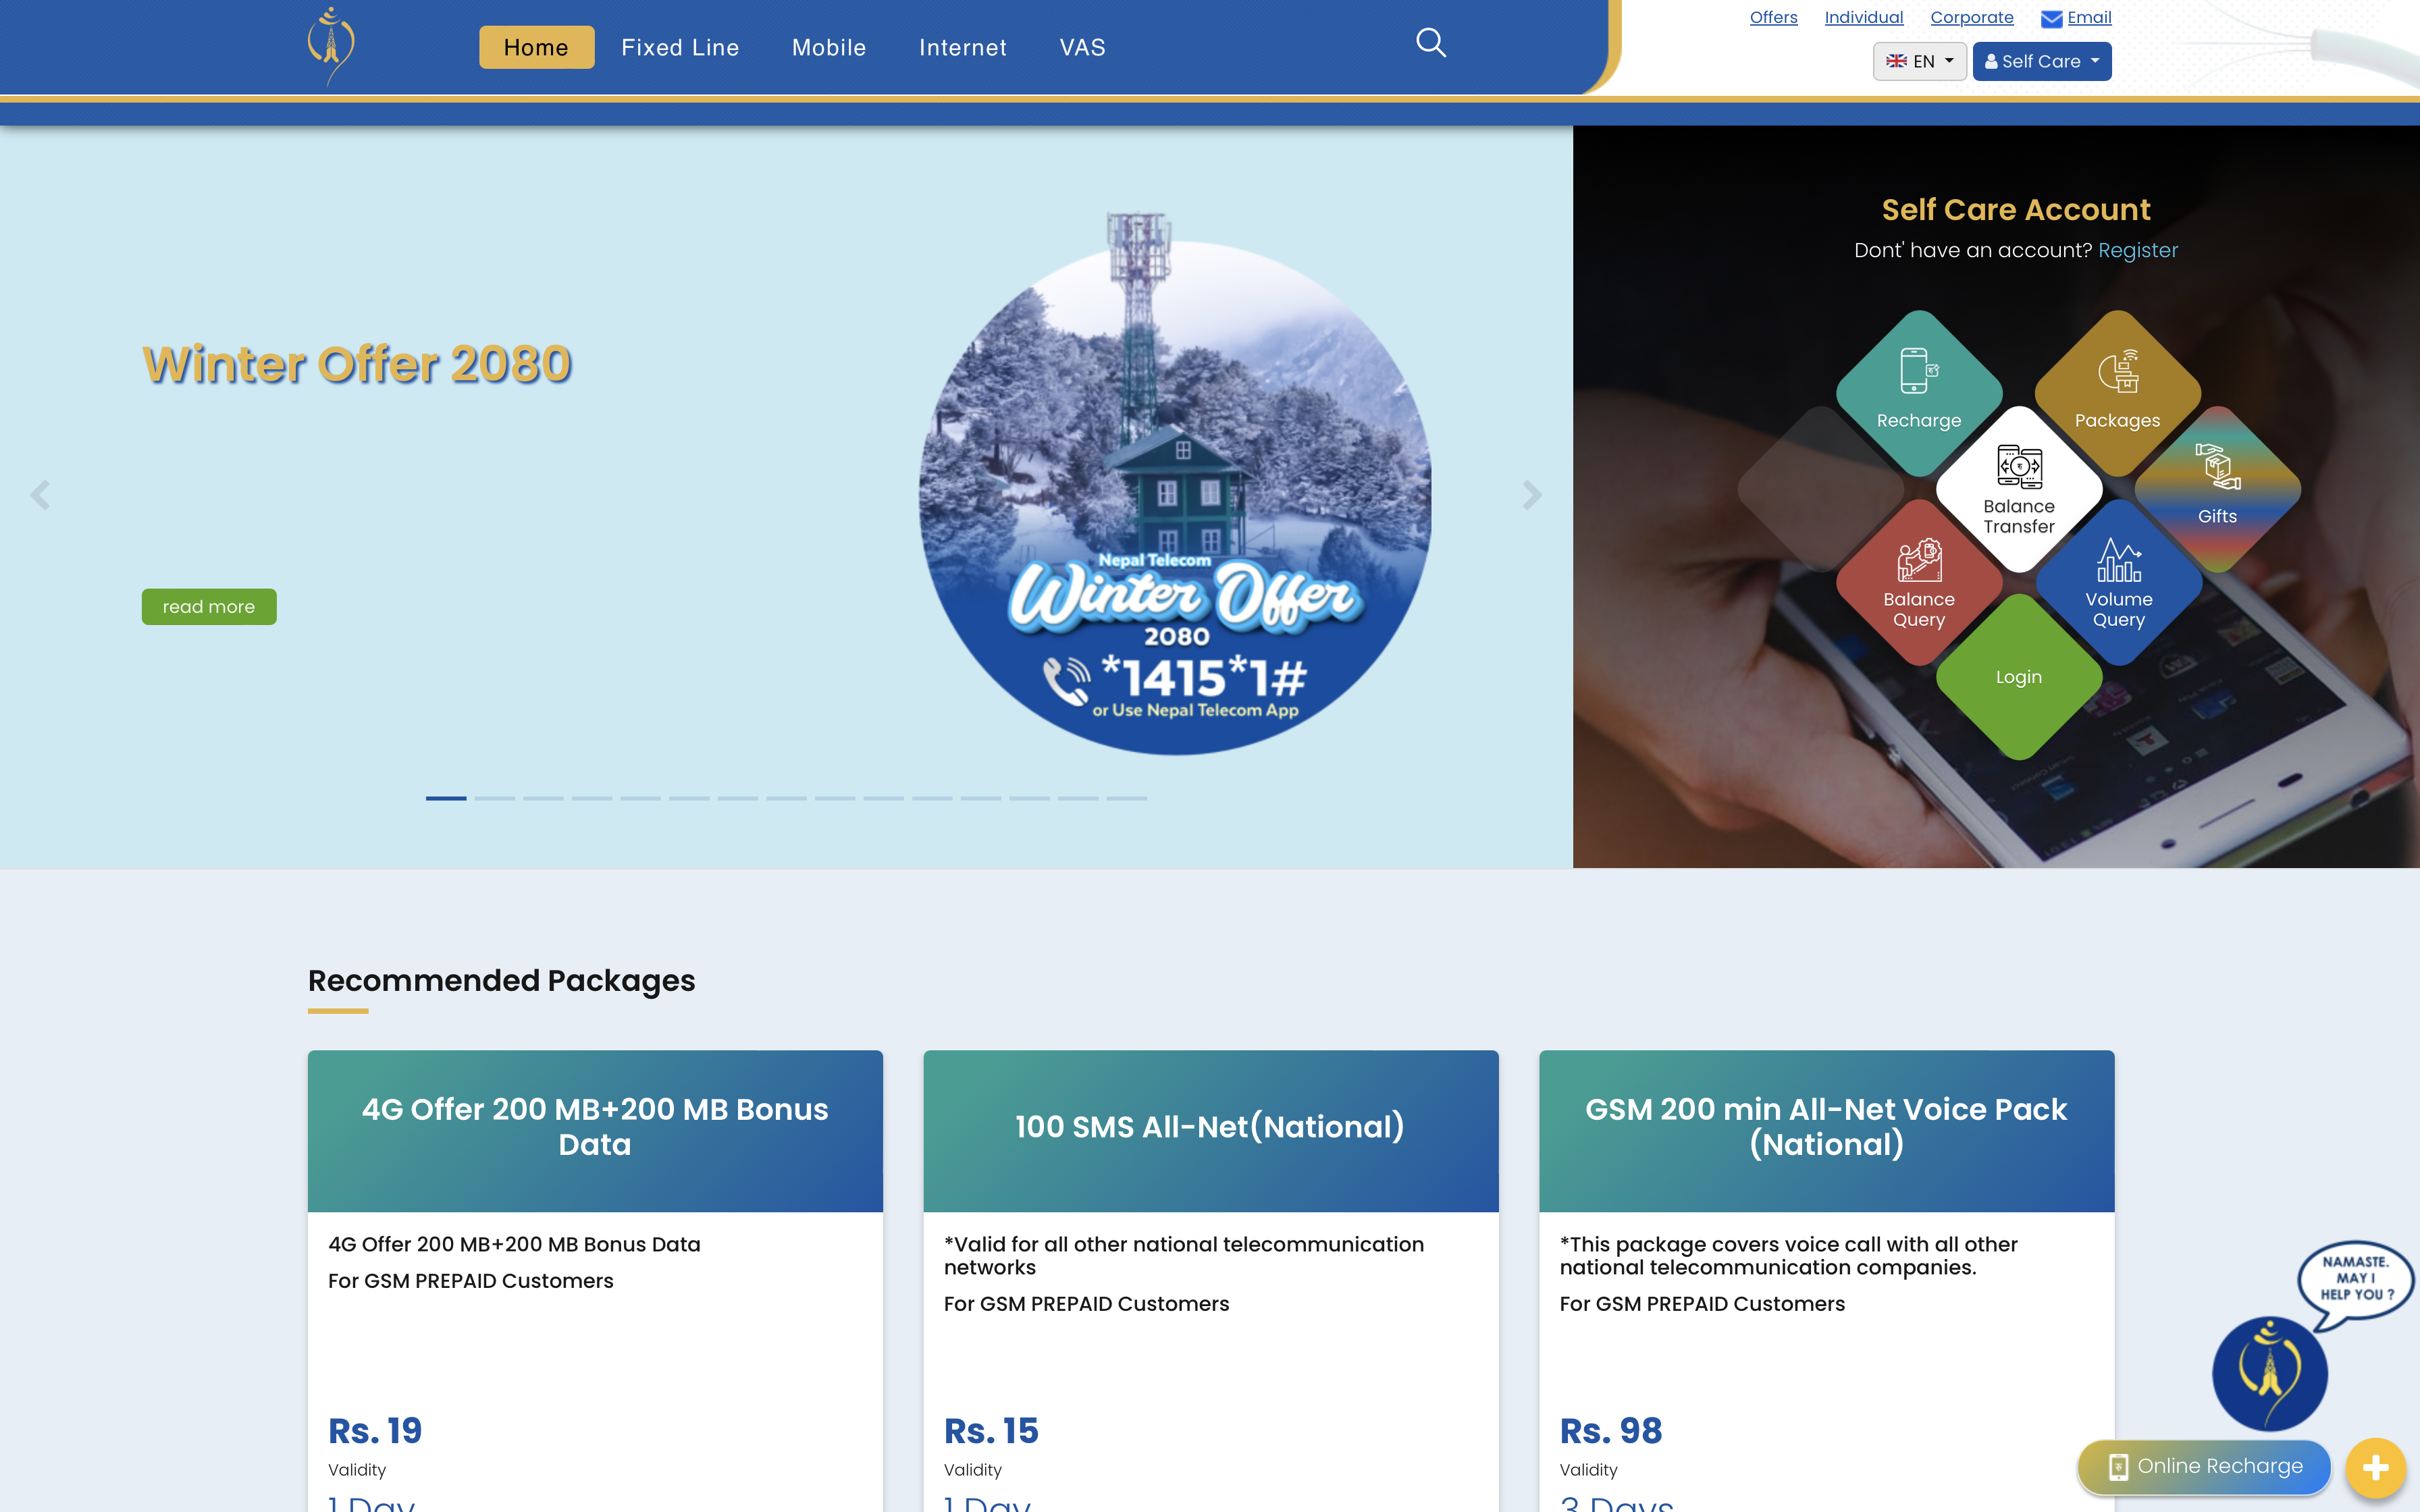 Home
Fixed Line
Mobile
Internet
VAS
Offers
Individual
Corporate
Email
EN
Self Care
Winter Offer 2080
read more
Nepal Telecom
Winter Offer
2080
*1415*1#
or Use Nepal Telecom App
Self Care Account
Dont' have an account? Register
Recharge
Packages
Balance
Transfer
Gifts
Balance
Query
Volume
Query
Login
Recommended Packages
4G Offer 200 MB+200 MB Bonus
Data
4G Offer 200 MB+200 MB Bonus Data
For GSM PREPAID Customers
Rs. 19
Validity
1 Day
100 SMS All-Net(National)
*Valid for all other national telecommunication
networks
For GSM PREPAID Customers
Rs. 15
Validity
1 Day
GSM 200 min All-Net Voice Pack
(National)
*This package covers voice call with all other
national telecommunication companies.
For GSM PREPAID Customers
Rs. 98
Validity
3 Days
NAMASTE.
MAY I
HELP YOU ?
Online Recharge